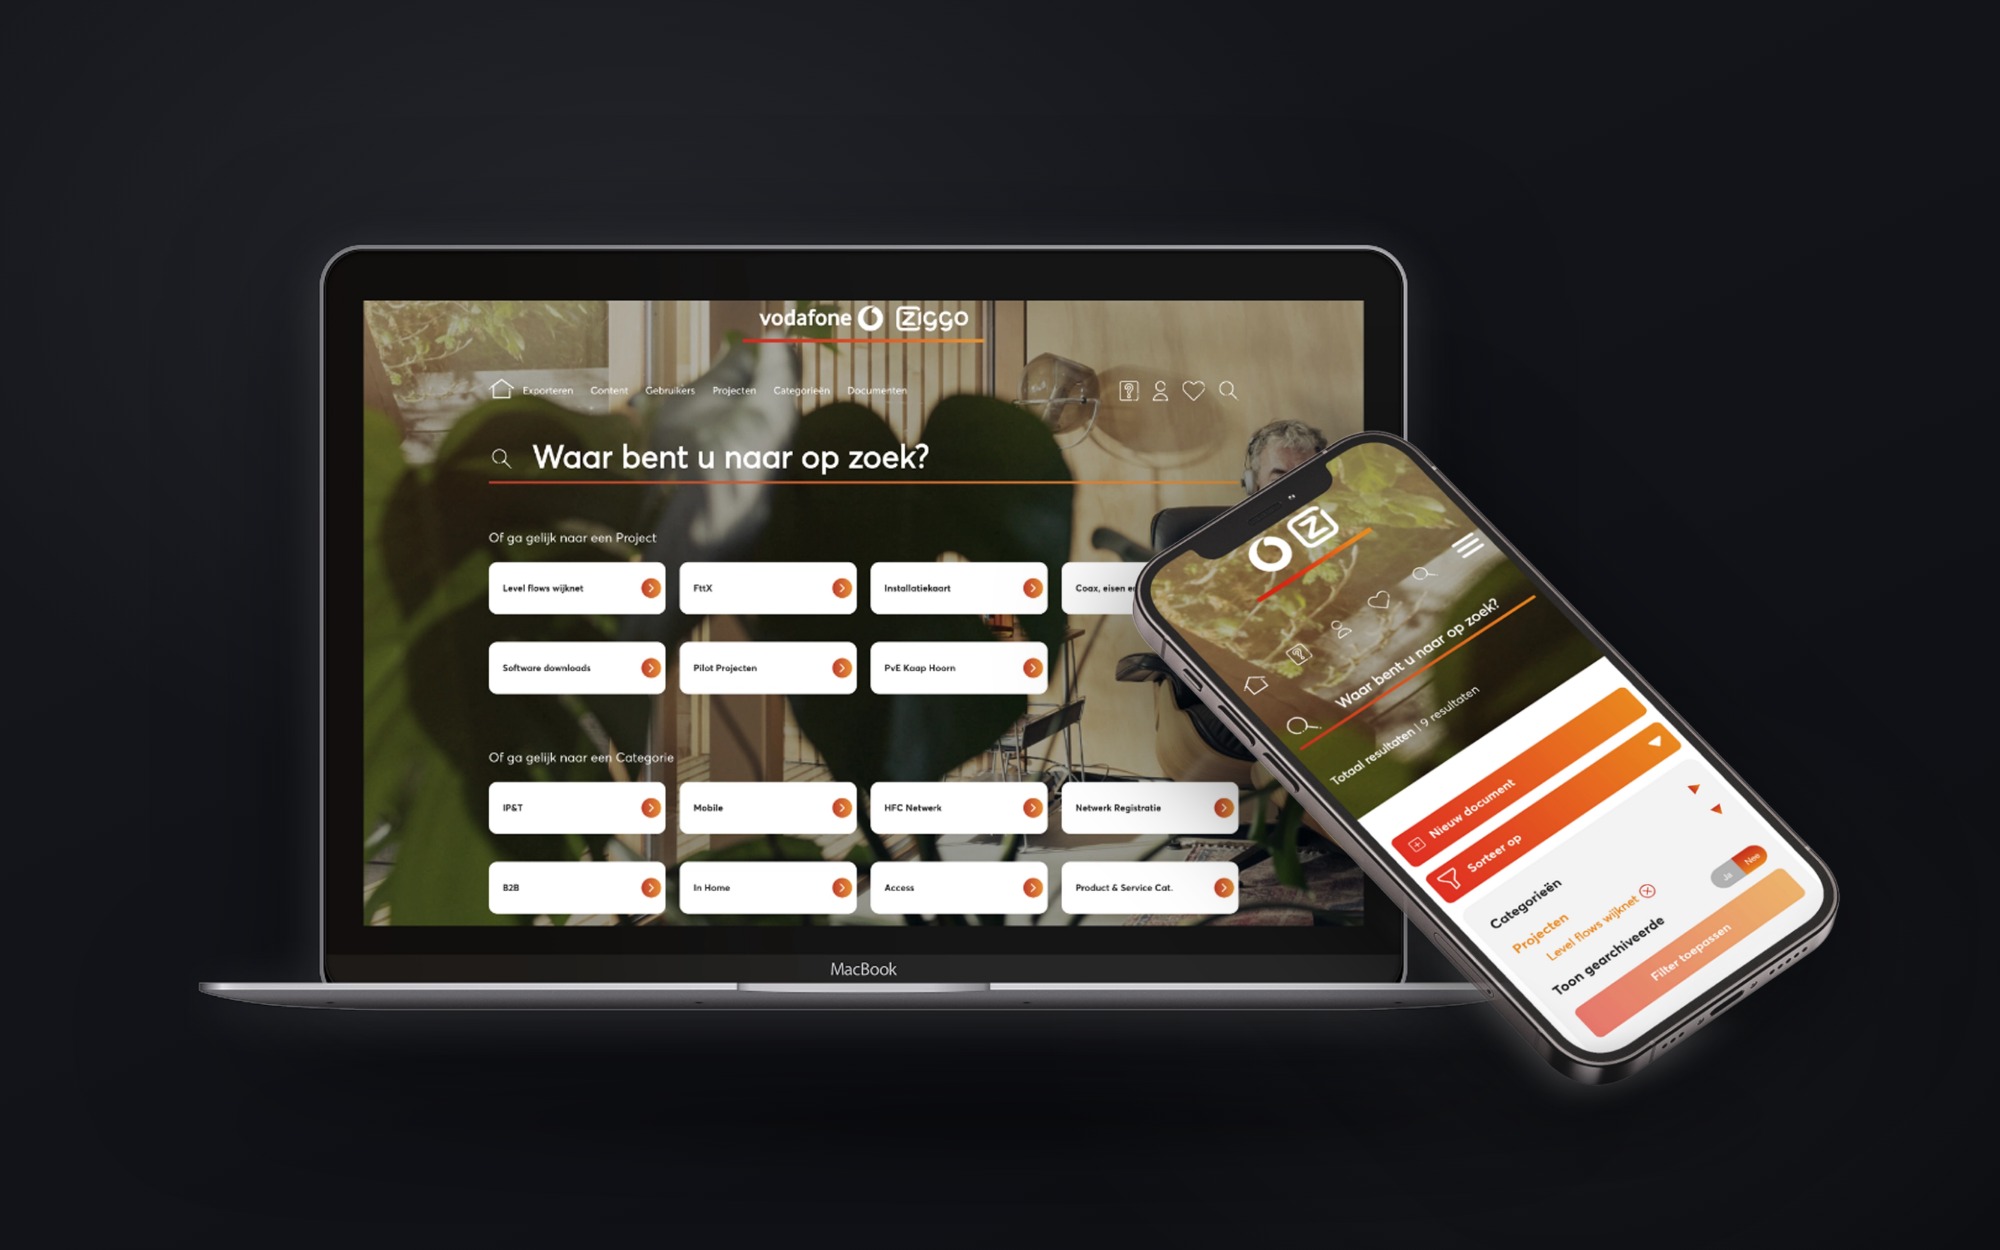 vodafone Ziggo
Exporteren Content Gebruikers Projecten Categorieën Documenten
Waar bent u naar op zoek?
Of ga gelijk naar een Project
Level flows wijknet
FttX
Installatiekaart
Coax, eisen
Software downloads
Pilot Projecten
PvE Kaap Hoorn
Of ga gelijk naar een Categorie
IP&T
Mobile
HFC Netwerk
Netwerk Registratie
B2B
In Home
Access
Product & Service Cat.
MacBook
Z
Waar bent u naar op zoek?
Totaal resultaten | 9 resultaten
Nieuw document
Sorteer op
Categorieën
Projecten
Level flows wijknet
Toon gearchiveerde
Ja Nee
Filter toepassen